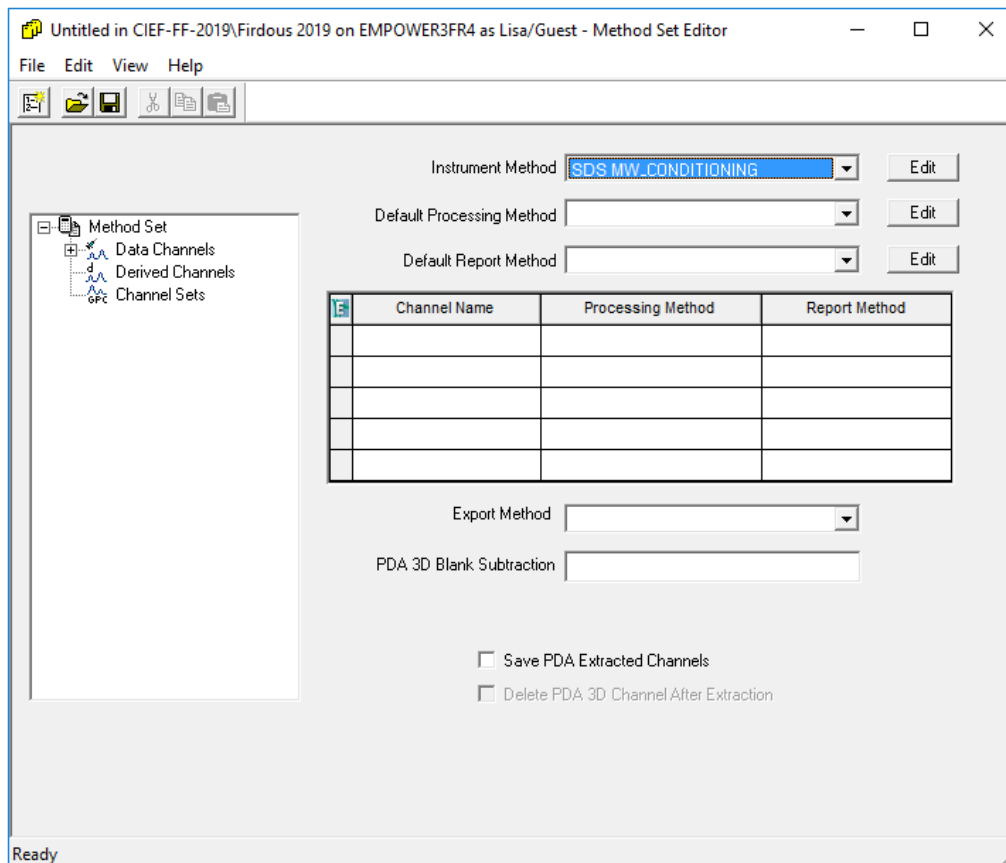 Untitled in CIEF-FF-2019\Firdous 2019 on EMPOWER3FR4 as Lisa/Guest - Method Set Editor
File Edit View Help
Instrument Method SDS MW_CONDITIONING Edit
Default Processing Method Edit
Default Report Method Edit
Method Set
Data Channels
Derived Channels
GPC Channel Sets
Channel Name Processing Method Report Method
Export Method
PDA 3D Blank Subtraction
Save PDA Extracted Channels
Delete PDA 3D Channel After Extraction
Ready